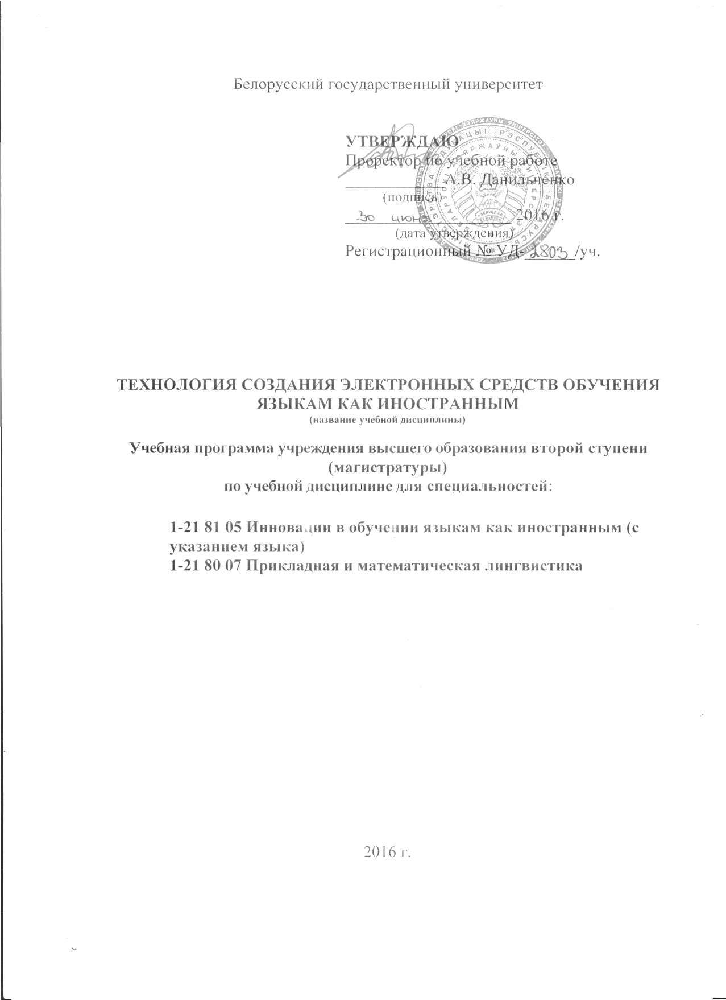 Белорусский государственный университет
УТВЕРЖДАЮ
Проректор по учебной работе
А.В. Данильченко
(подпись)
30 июня 2016 г.
(дата утверждения)
Регистрационный № УД-2803/уч.
ТЕХНОЛОГИЯ СОЗДАНИЯ ЭЛЕКТРОННЫХ СРЕДСТВ ОБУЧЕНИЯ
ЯЗЫКАМ КАК ИНОСТРАННЫМ
(название учебной дисциплины)
Учебная программа учреждения высшего образования второй ступени
(магистратуры)
по учебной дисциплине для специальностей:
1-21 81 05 Инновации в обучении языкам как иностранным (с
указанием языка)
1-21 80 07 Прикладная и математическая лингвистика
2016 г.